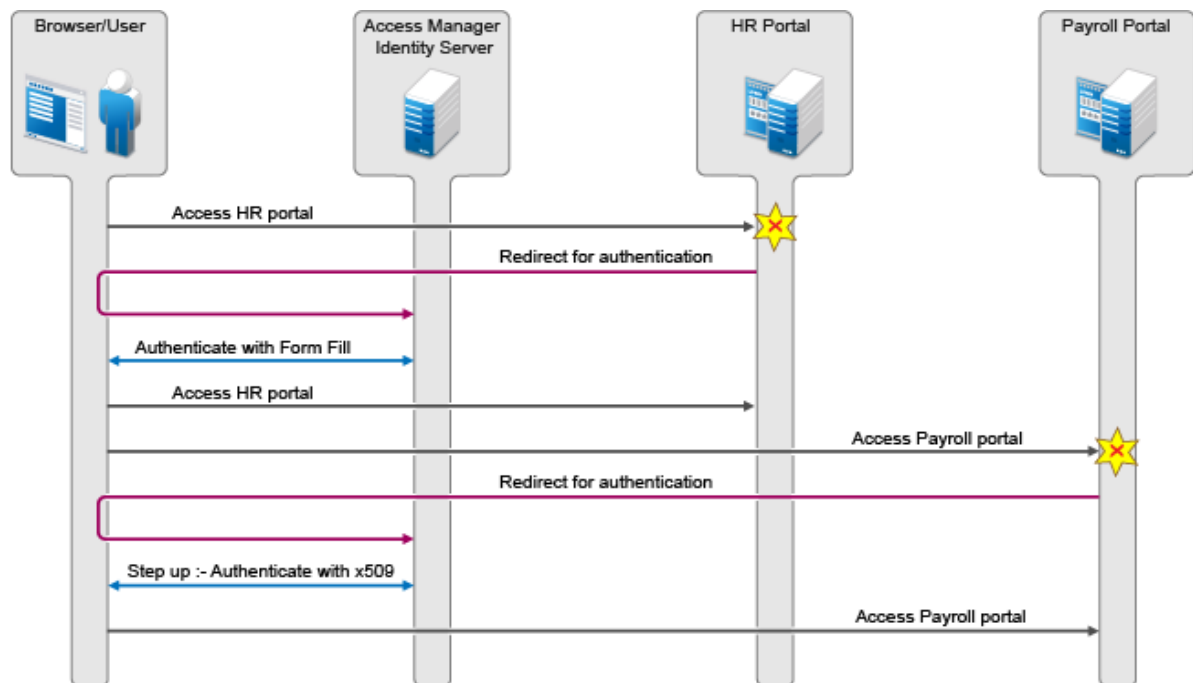 Browser/User
Access Manager
Identity Server
HR Portal
Payroll Portal
Access HR portal
Redirect for authentication
Authenticate with Form Fill
Access HR portal
Access Payroll portal
Redirect for authentication
Step up :- Authenticate with x509
Access Payroll portal